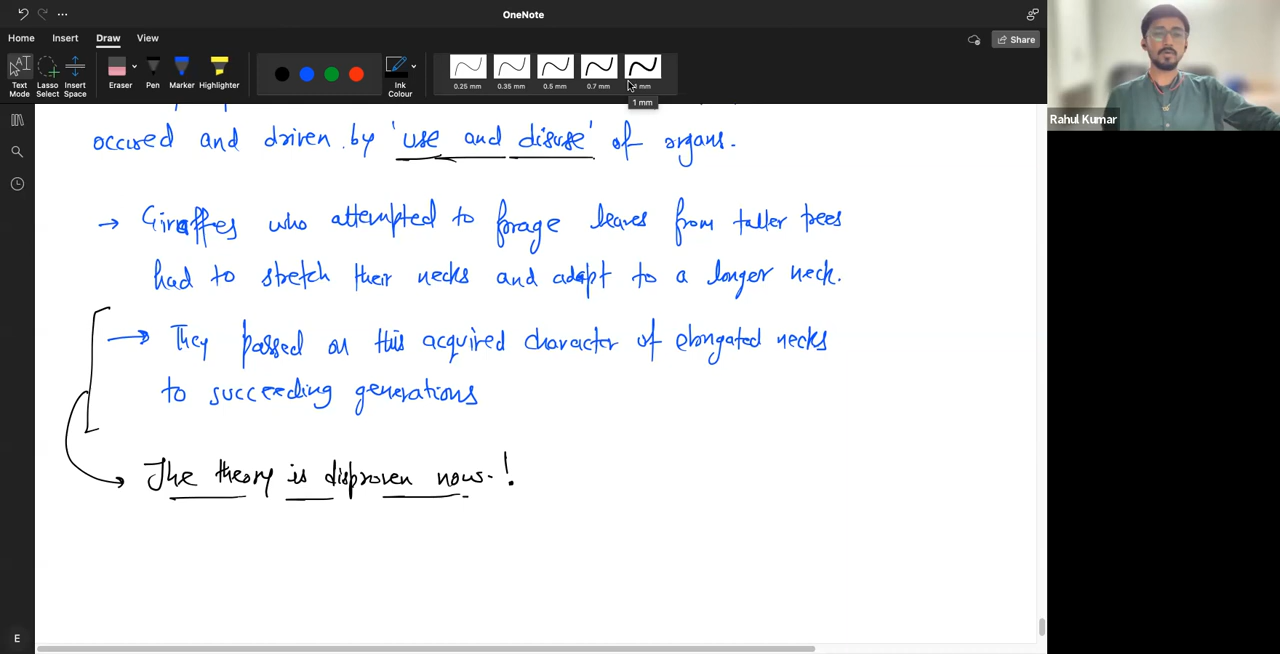 OneNote
Home Insert Draw View
Share
Text Mode
Lasso Select
Insert Space
Eraser
Pen
Marker
Highlighter
Ink Colour
0.25 mm
0.35 mm
0.5 mm
0.7 mm
mm
1 mm
Rahul Kumar
occured and driven by 'use and disuse' of organs.
→ Giraffes who attempted to forage leaves from taller trees
had to stretch their necks and adapt to a longer neck.
→ They passed on this acquired character of elongated necks
to succeeding generations
→ The theory is disproven now.!
E